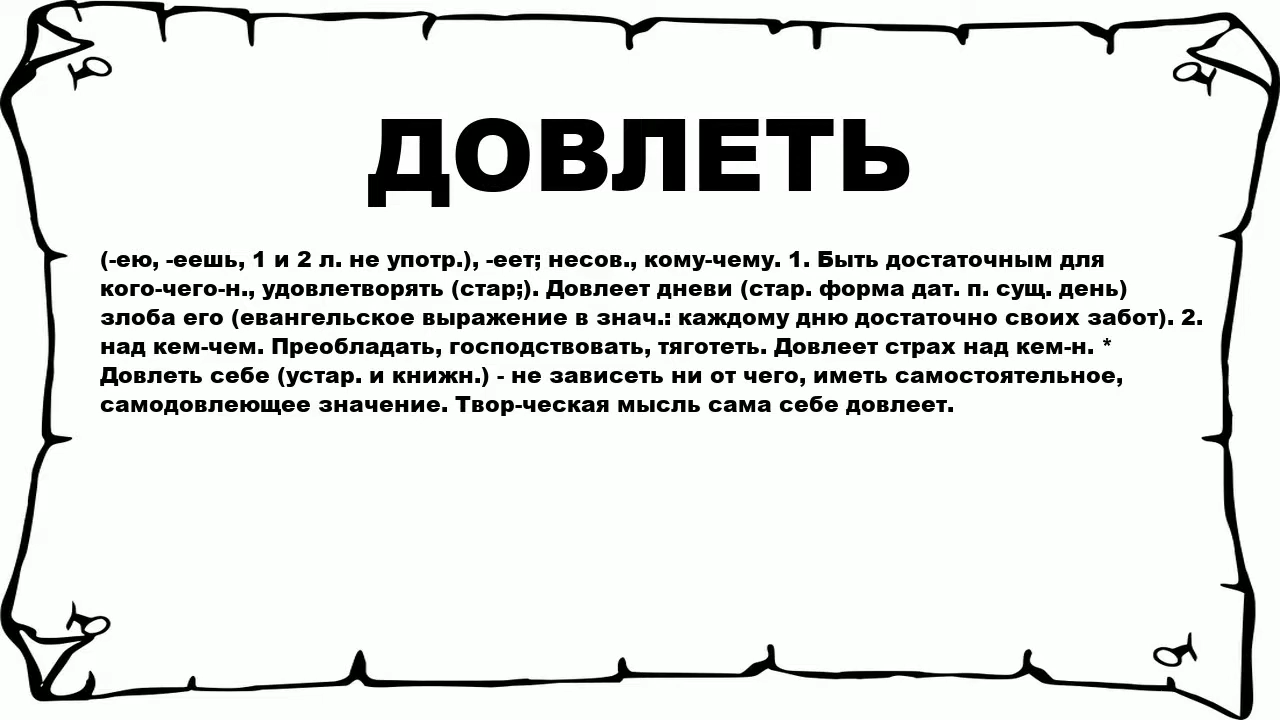 ДОВЛЕТЬ
(-ею, -еешь, 1 и 2 л. не употр.), -еет; несов., кому-чему. 1. Быть достаточным для
кого-чего-н., удовлетворять (стар;). Довлеет дневи (стар. форма дат. п. сущ. день)
злоба его (евангельское выражение в знач.: каждому дню достаточно своих забот). 2.
над кем-чем. Преобладать, господствовать, тяготеть. Довлеет страх над кем-н. *
Довлеть себе (устар. и книжн.) - не зависеть ни от чего, иметь самостоятельное,
самодовлеющее значение. Твор-ческая мысль сама себе довлеет.